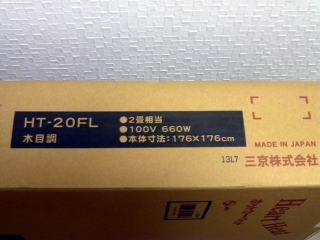 HT-20FL
木目調
●2畳相当
●100V 660W
●本体寸法:176×176cm
MADE IN JAPAN
13L7 三京株式会社